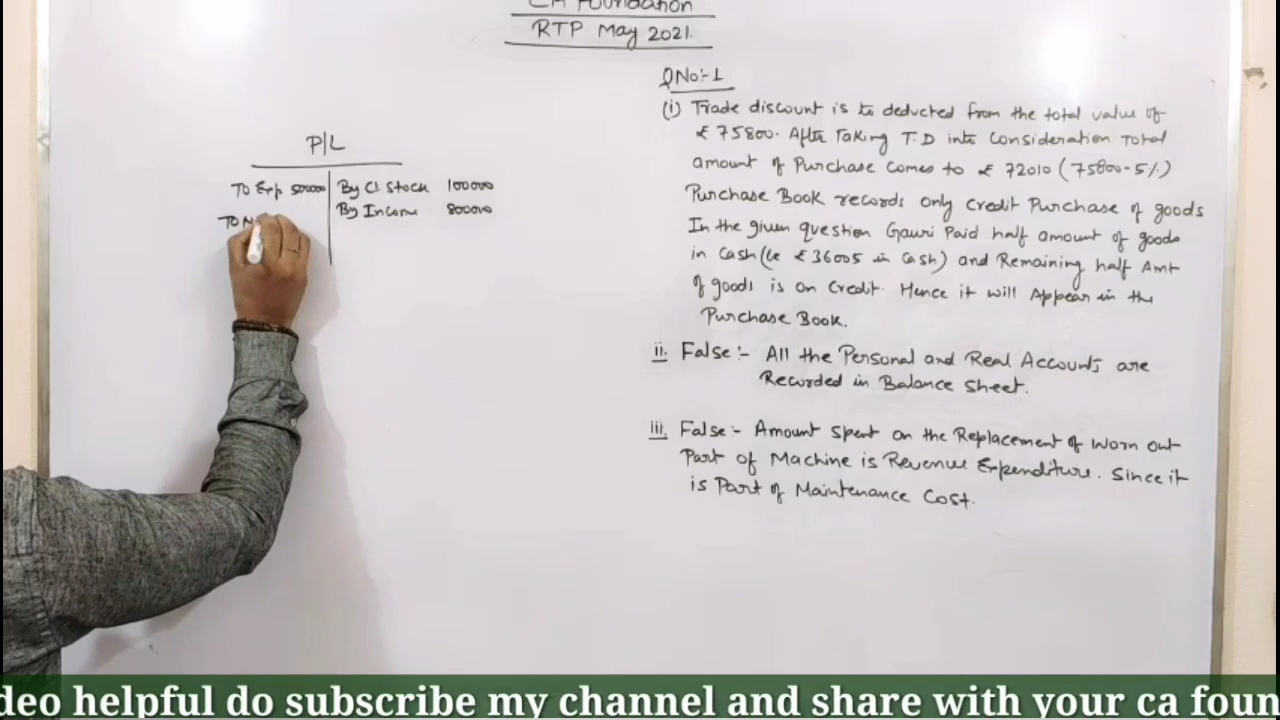 CA Foundation
RTP May 2021.
P/L
To Exp 50000 By Cl. Stock 100000
By Income 80000
To N
QNo:-1
(i) Trade discount is to deducted from the total value of
₤ 75800. After Taking T.D into Consideration Total
amount of Purchase Comes to ₤ 72010 (75800-5%)
Purchase Book records only Credit Purchase of goods
In the given question Gauri Paid half amount of goods
in Cash (ie ₤ 36005 in Cash) and Remaining half Amt
of goods is on Credit. Hence it will Appear in the
Purchase Book.
ii. False:- All the Personal and Real Accounts are
Recorded in Balance Sheet.
iii. False:- Amount Spent on the Replacement of Worn out
Part of Machine is Revenue Expenditure. Since it
is Part of Maintenance Cost.
deo helpful do subscribe my channel and share with your ca foun